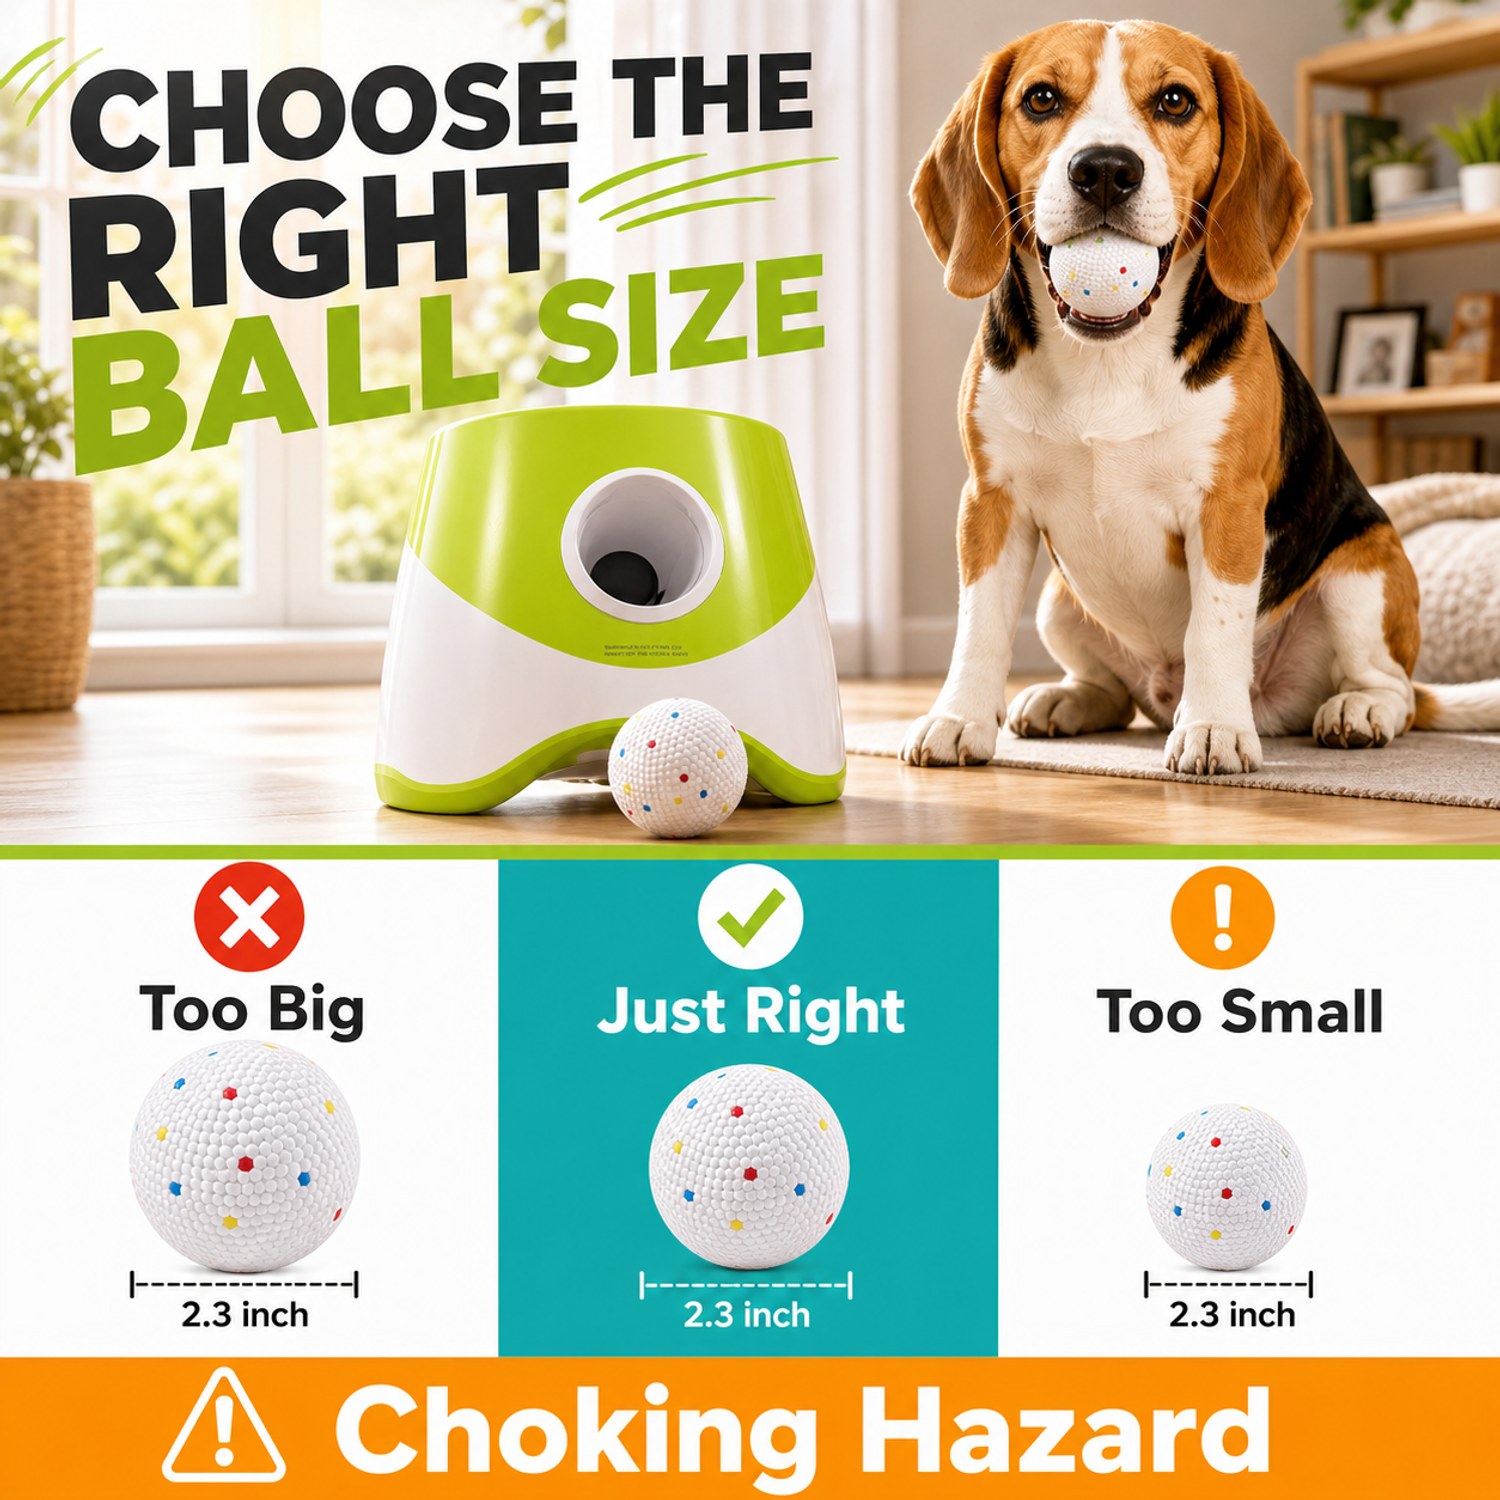 CHOOSE THE
RIGHT
BALL SIZE
Too Big
Just Right
Too Small
2.3 inch
2.3 inch
2.3 inch
Choking Hazard